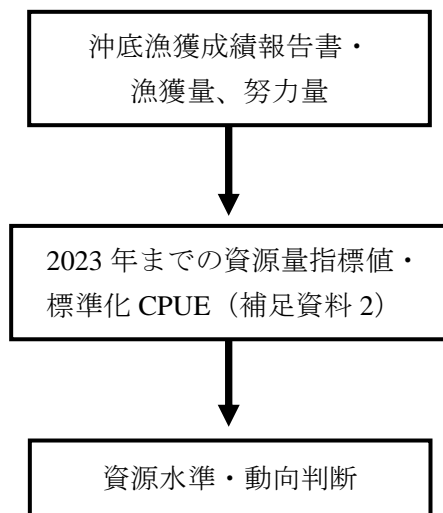 沖底漁獲成績報告書・
漁獲量、努力量
2023 年までの資源量指標値・
標準化 CPUE（補足資料 2）
資源水準・動向判断